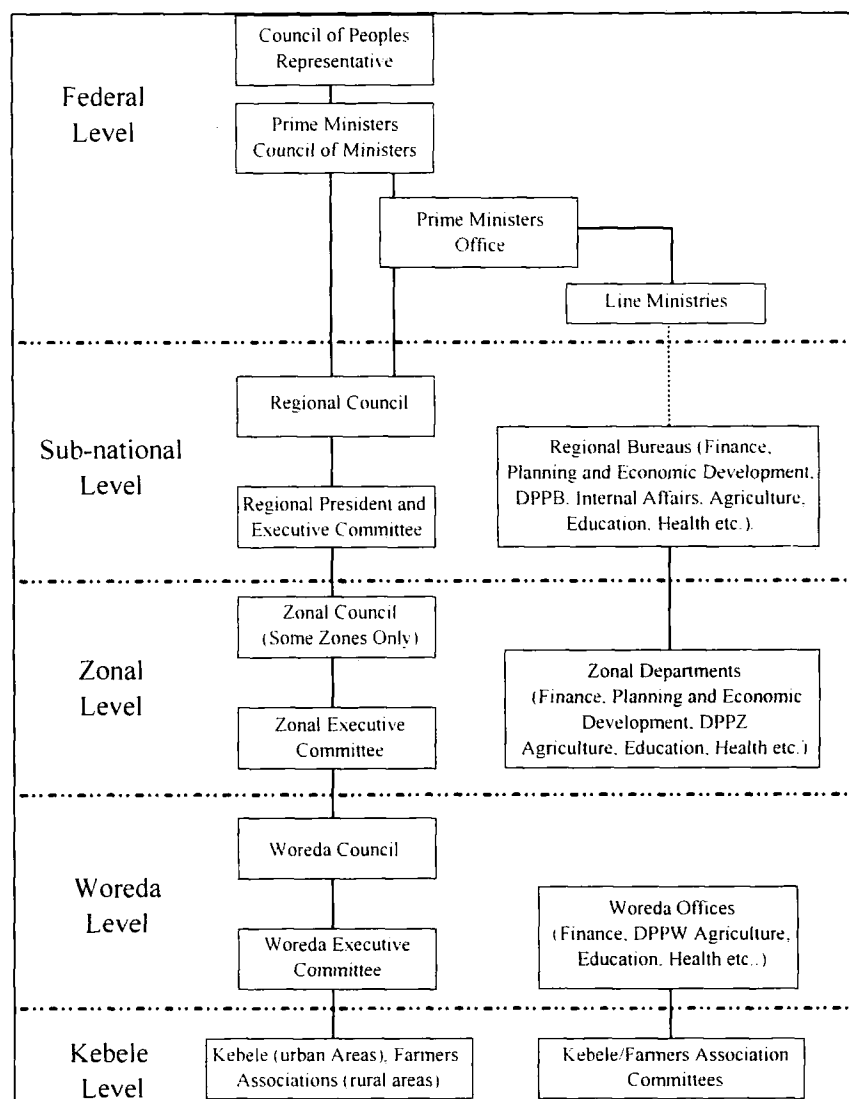 Federal
Level
Council of Peoples
Representative
Prime Ministers
Council of Ministers
Prime Ministers
Office
Line Ministries
Sub-national
Level
Regional Council
Regional President and
Executive Committee
Regional Bureaus (Finance,
Planning and Economic Development,
DPPB. Internal Affairs. Agriculture,
Education. Health etc.).
Zonal
Level
Zonal Council
(Some Zones Only)
Zonal Executive
Committee
Zonal Departments
(Finance, Planning and Economic
Development, DPPZ
Agriculture, Education, Health etc.)
Woreda
Level
Woreda Council
Woreda Executive
Committee
Woreda Offices
(Finance, DPPW Agriculture,
Education, Health etc..)
Kebele
Level
Kebele (urban Areas), Farmers
Associations (rural areas)
Kebele/Farmers Association
Committees